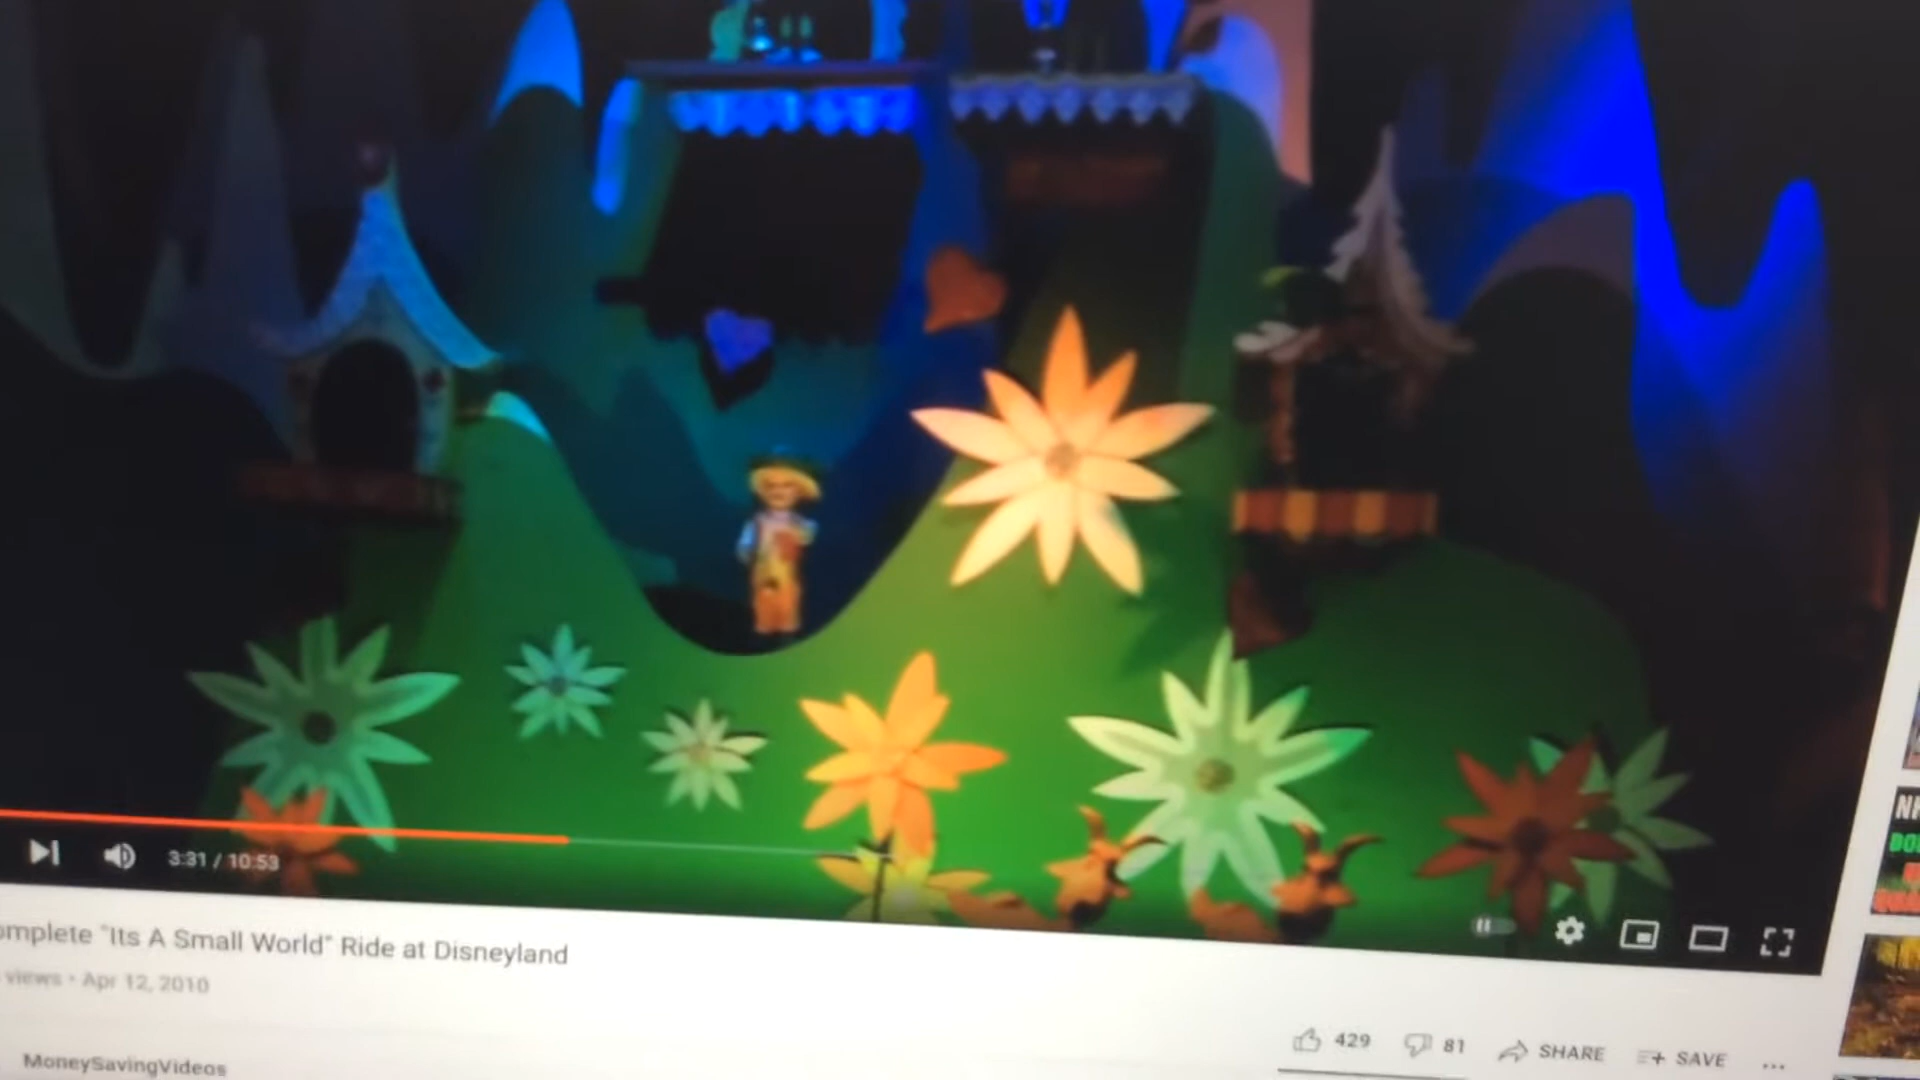 3:31 / 10:53
"Its A Small World" Ride at Disneyland
views • Apr 12, 2010
429
81
SHARE
SAVE
MoneySavingVideos